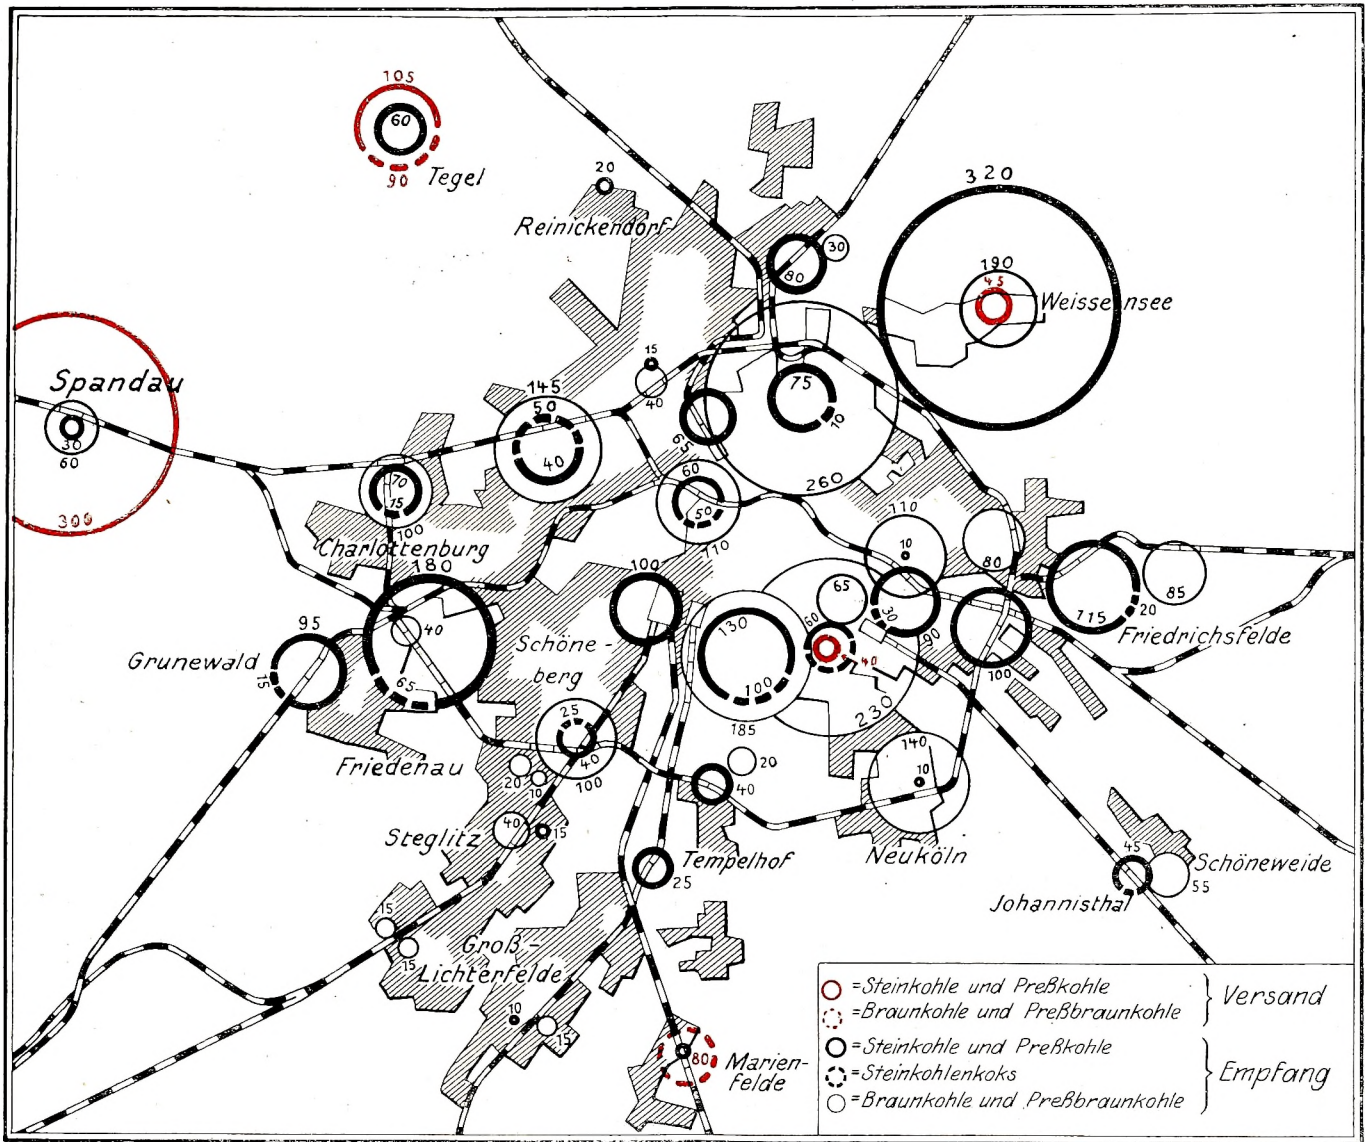 105
60
90 Tegel
20
Reinickendorf-
320
30
80
190
45
Weissensee
Spandau
30
60
300
15
40
145
50
40
75
10
65
260
70
15
100
60
50
110
Charlottenburg
180
100
110
10
80
85
115
20
Friedrichsfelde
95
Grunewald
15
40
65
Schöne-
berg
130
100
185
65
60
40
30
90
230
100
Friedenau
25
40
100
20
10
20
40
140
10
Steglitz
40
15
Tempelhof
25
Neuköln
45
Schöneweide
55
Johannisthal
15
15
Groß-
Lichterfelde
10
15
80
Marien-
felde
=Steinkohle und Preßkohle
=Braunkohle und Preßbraunkohle
Versand
=Steinkohle und Preßkohle
=Steinkohlenkoks
=Braunkohle und Preßbraunkohle
Empfang